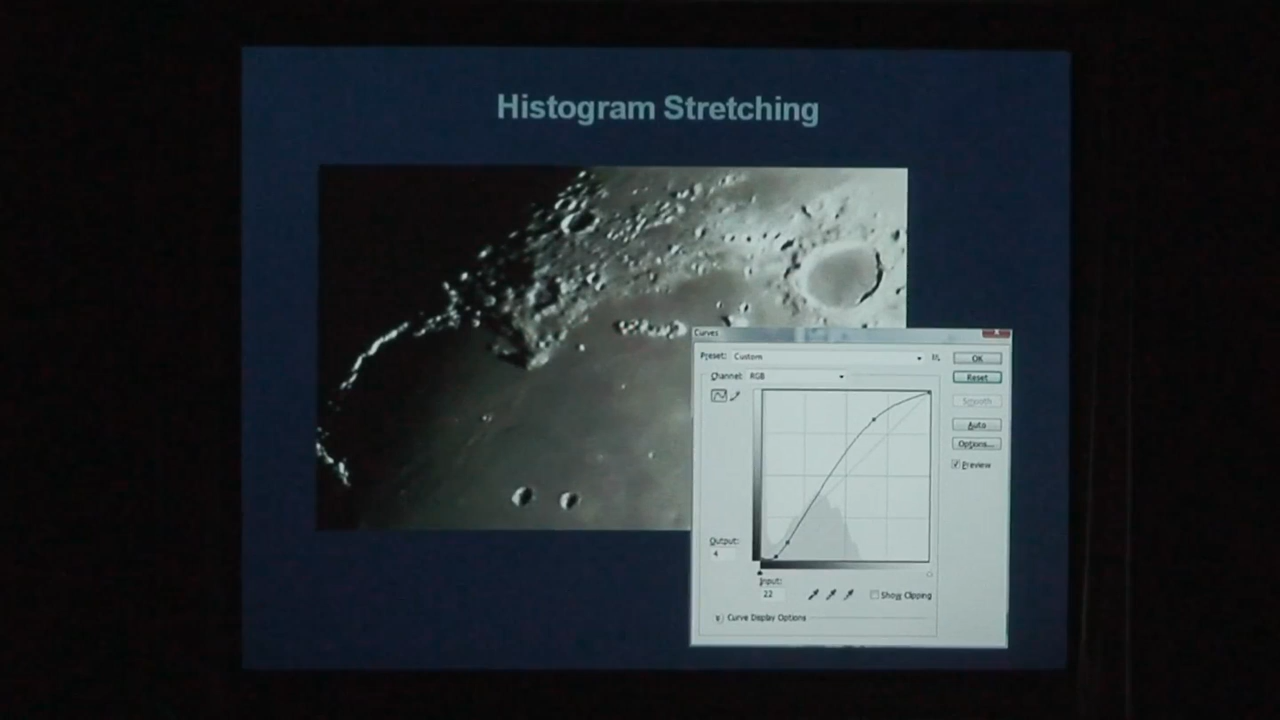 Histogram Stretching
Curves
Preset: Custom
OK
Channel: RGB
Reset
Smooth
Auto
Options...
Preview
Output:
4
Input:
22
Show Clipping
Curve Display Options